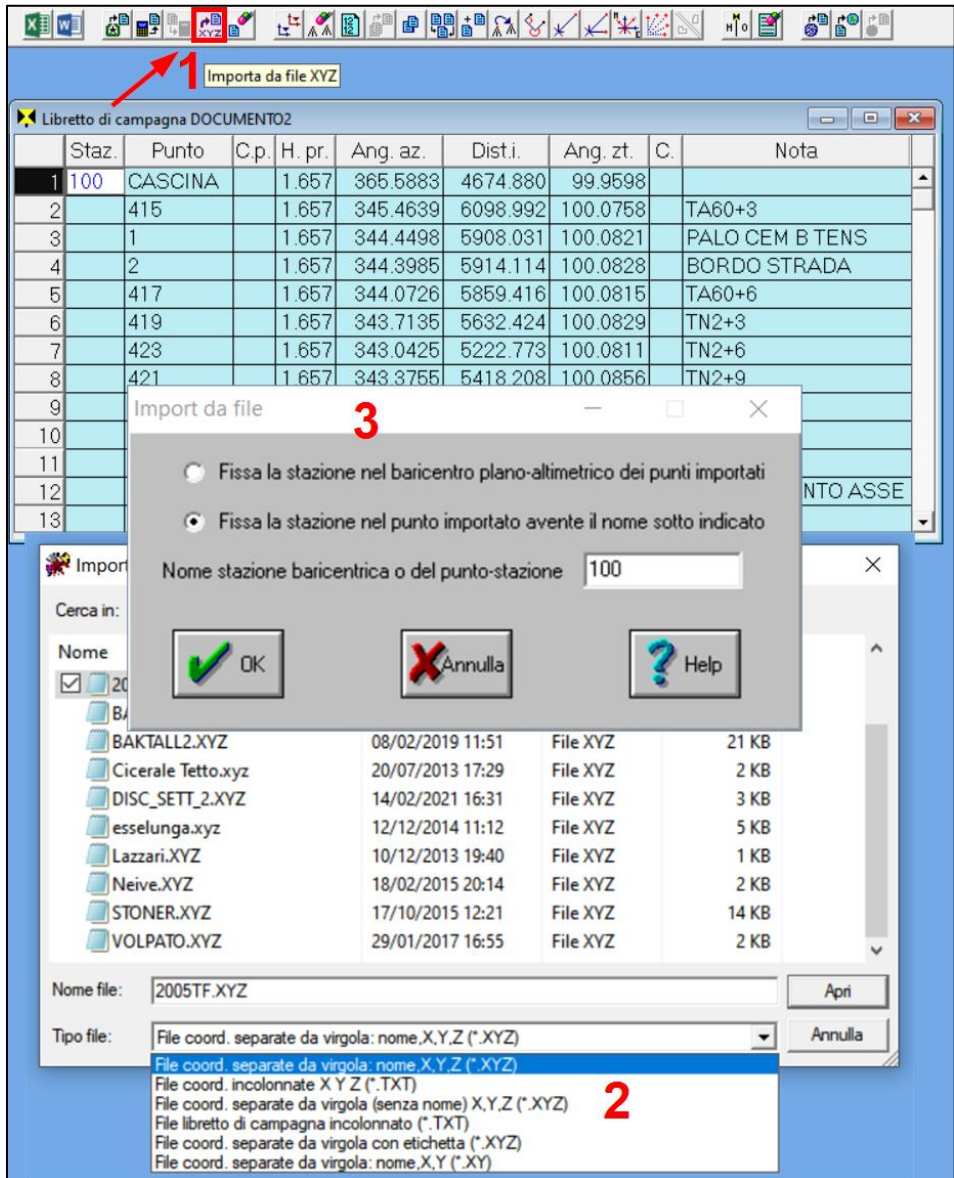 XYZ
1
Importa da file XYZ
Libretto di campagna DOCUMENTO2
Staz. Punto C.p. H. pr. Ang. az. Dist.i. Ang. zt. C. Nota
1 100 CASCINA 1.657 365.5883 4674.880 99.9598
2 415 1.657 345.4639 6098.992 100.0758 TA60+3
3 1 1.657 344.4498 5908.031 100.0821 PALO CEM B TENS
4 2 1.657 344.3985 5914.114 100.0828 BORDO STRADA
5 417 1.657 344.0726 5859.416 100.0815 TA60+6
6 419 1.657 343.7135 5632.424 100.0829 TN2+3
7 423 1.657 343.0425 5222.773 100.0811 TN2+6
8 421 1.657 343.3755 5418.208 100.0856 TN2+9
9
10
11
12 NTO ASSE
13
Import da file
3
Fissa la stazione nel baricentro plano-altimetrico dei punti importati
Fissa la stazione nel punto importato avente il nome sotto indicato
Nome stazione baricentrica o del punto-stazione 100
OK Annulla Help
Import
Cerca in:
Nome
20
BA
BAKTALL2.XYZ 08/02/2019 11:51 File XYZ 21 KB
Cicerale Tetto.xyz 20/07/2013 17:29 File XYZ 2 KB
DISC_SETT_2.XYZ 14/02/2021 16:31 File XYZ 3 KB
esselunga.xyz 12/12/2014 11:12 File XYZ 5 KB
Lazzari.XYZ 10/12/2013 19:40 File XYZ 1 KB
Neive.XYZ 18/02/2015 20:14 File XYZ 2 KB
STONER.XYZ 17/10/2015 12:21 File XYZ 14 KB
VOLPATO.XYZ 29/01/2017 16:55 File XYZ 2 KB
Nome file: 2005TF.XYZ Apri
Tipo file: File coord. separate da virgola: nome,X,Y,Z (*.XYZ) Annulla
File coord. separate da virgola: nome,X,Y,Z (*.XYZ)
File coord. incolonnate X Y Z (*.TXT)
File coord. separate da virgola (senza nome) X,Y,Z (*.XYZ)
2
File libretto di campagna incolonnato (*.TXT)
File coord. separate da virgola con etichetta (*.XYZ)
File coord. separate da virgola: nome,X,Y (*.XY)